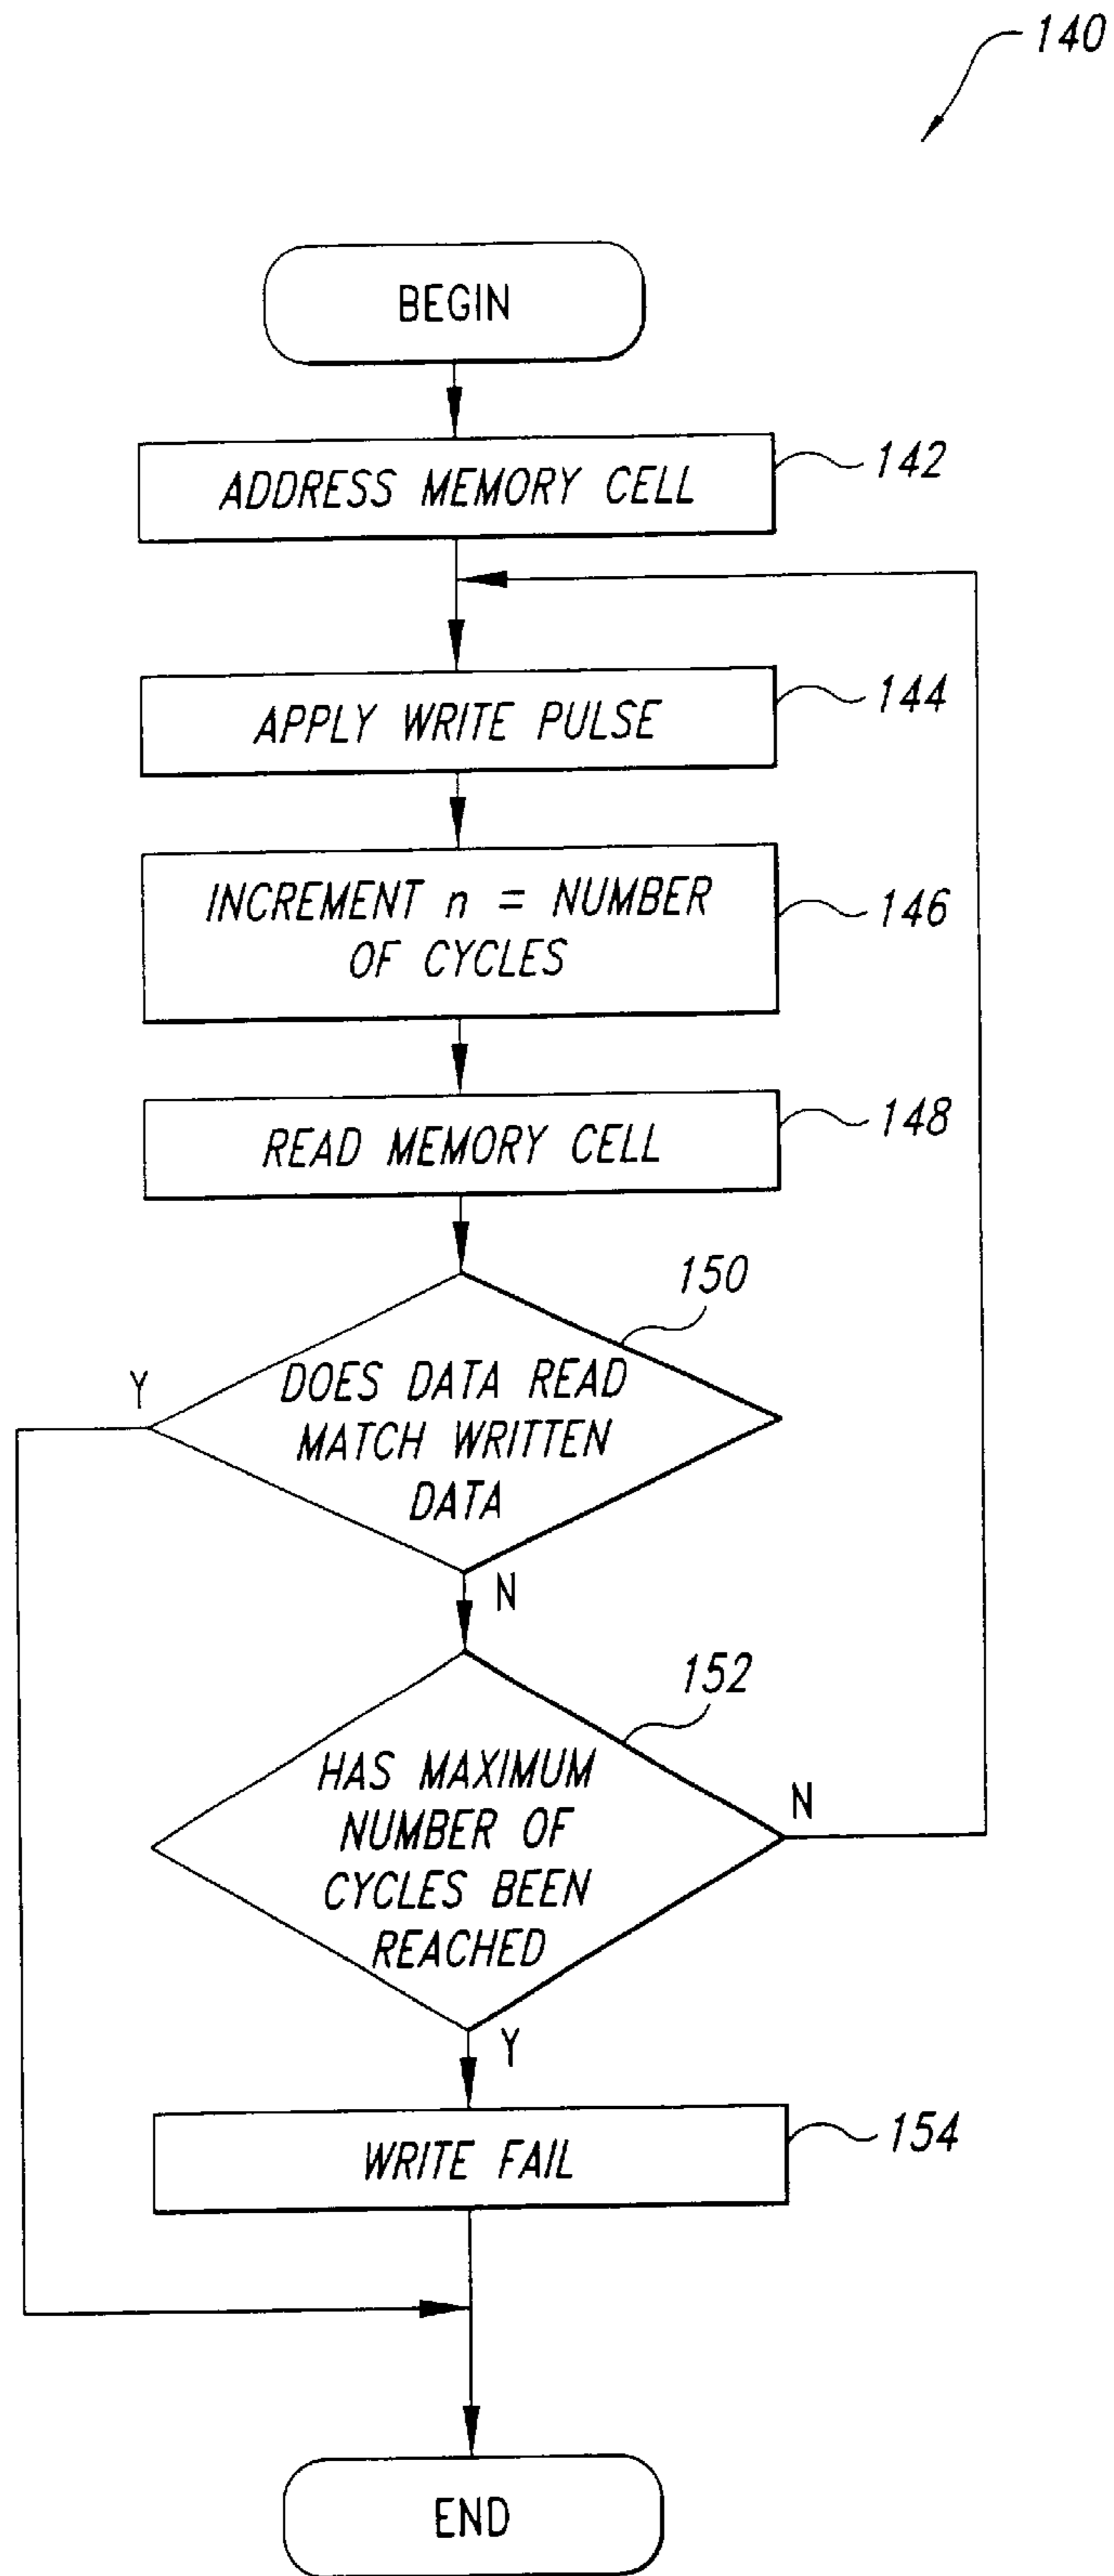 140
BEGIN
ADDRESS MEMORY CELL
142
APPLY WRITE PULSE
144
INCREMENT n = NUMBER
OF CYCLES
146
READ MEMORY CELL
148
150
Y
DOES DATA READ
MATCH WRITTEN
DATA
N
152
HAS MAXIMUM
NUMBER OF
CYCLES BEEN
REACHED
N
Y
WRITE FAIL
154
END